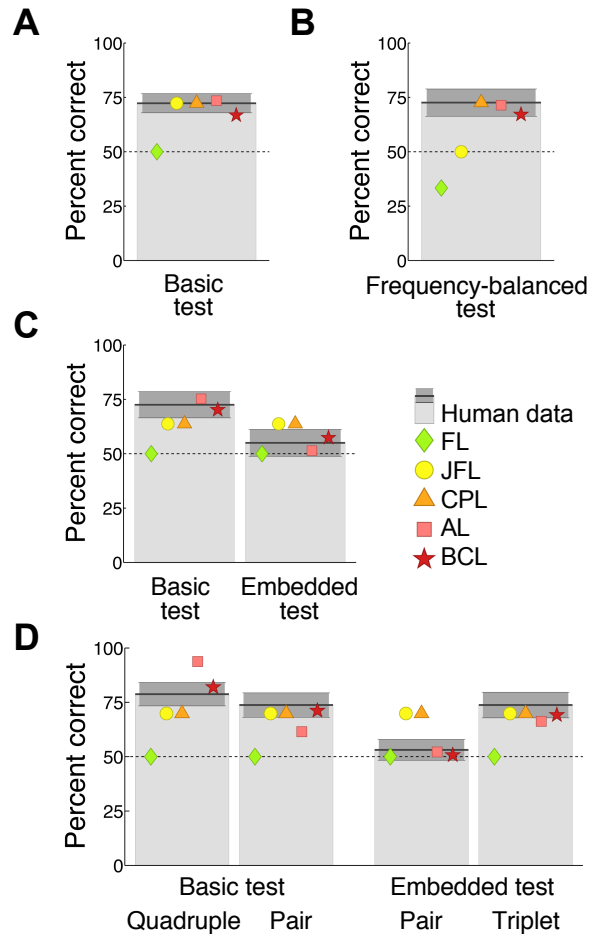 A
B
100
75
50
25
0
Percent correct
Basic
test
100
75
50
25
0
Percent correct
Frequency-balanced
test
C
100
75
50
25
0
Percent correct
Basic
test
Embedded
test
Human data
FL
JFL
CPL
AL
BCL
D
100
75
50
25
0
Percent correct
Basic test
Embedded test
Quadruple
Pair
Pair
Triplet